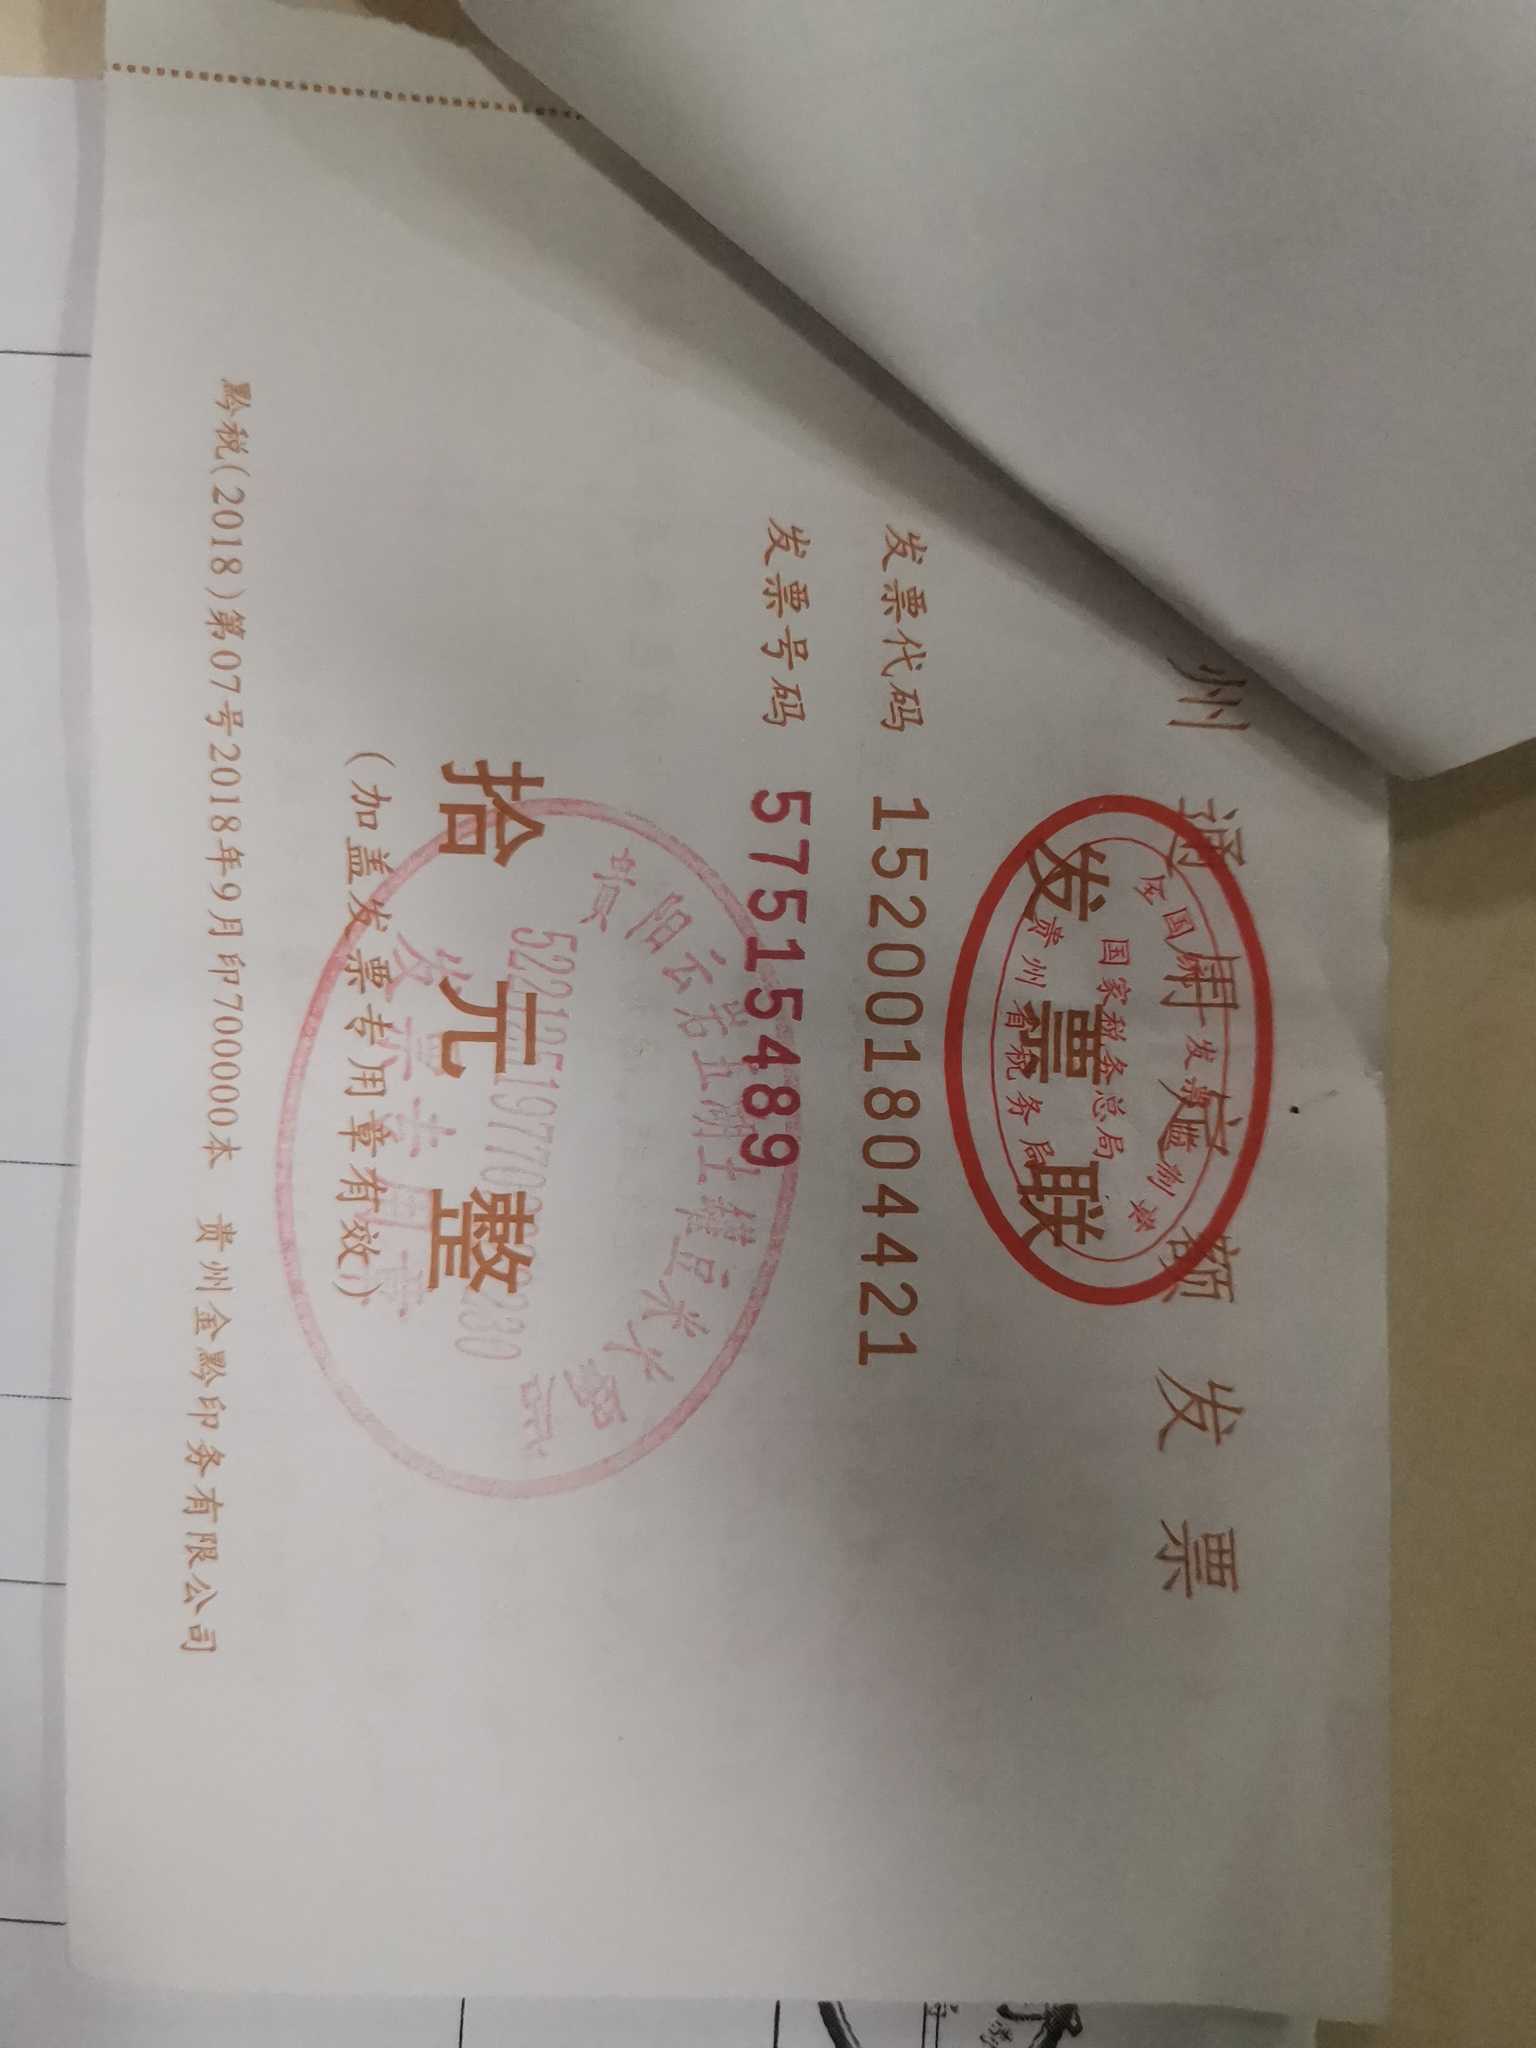 州通用定额发票
全国统一发票监制章
国家税务总局
贵州省税务局
发票联
发票代码 152001804421
发票号码 57515489
拾元整
(加盖发票专用章有效)
发票专用章
黔税(2018)第07号2018年9月印700000本 贵州金黔印务有限公司